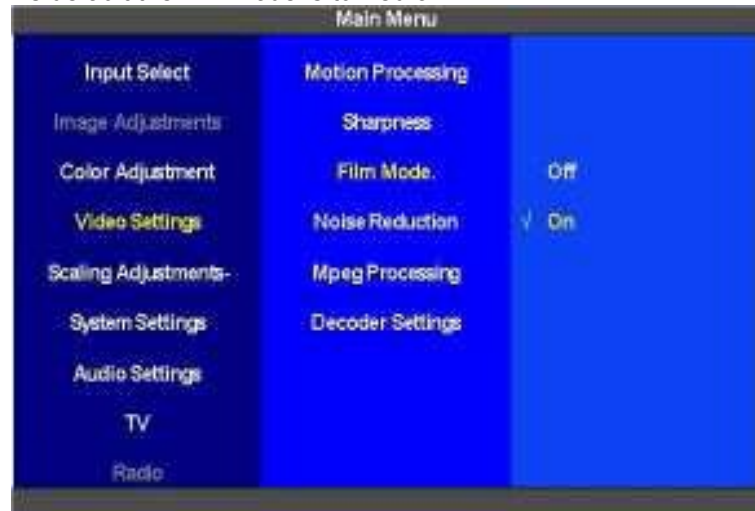 Main Menu
Input Select
Image Adjustments
Color Adjustment
Video Settings
Scaling Adjustments-
System Settings
Audio Settings
TV
Radio
Motion Processing
Sharpness
Film Mode.
Noise Reduction
Mpeg Processing
Decoder Settings
Off
√ On